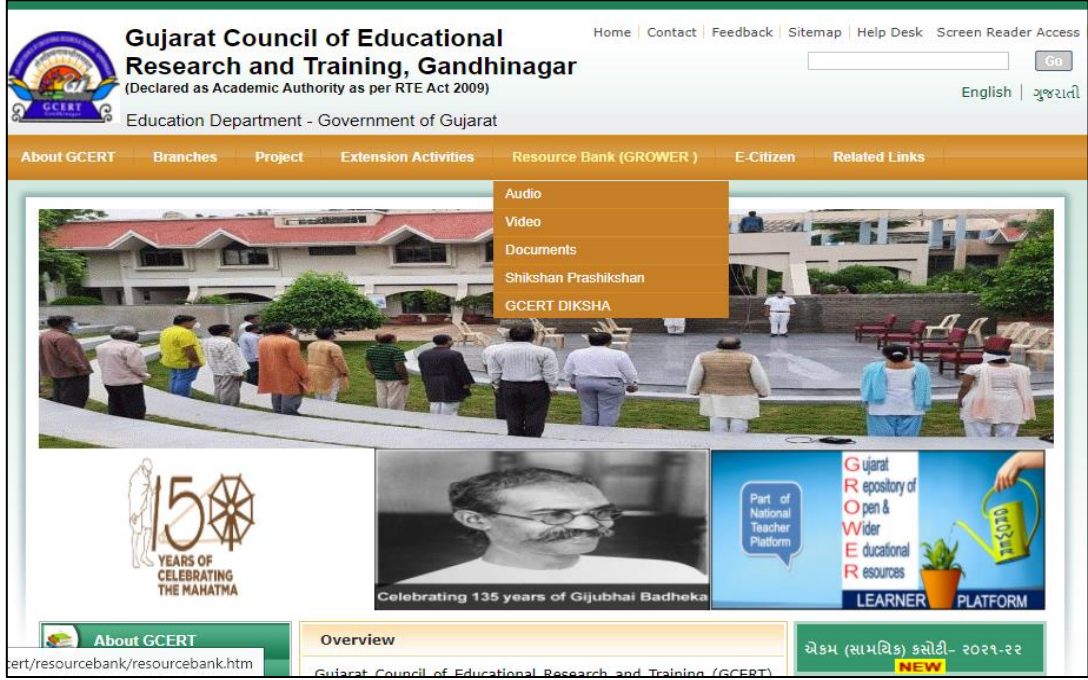 Gujarat Council of Educational
Research and Training, Gandhinagar
(Declared as Academic Authority as per RTE Act 2009)
Education Department - Government of Gujarat
GCERT
Home Contact Feedback Sitemap Help Desk Screen Reader Access
Go
English | ગુજરાતી
About GCERT Branches Project Extension Activities Resource Bank (GROWER ) E-Citizen Related Links
Audio
Video
Documents
Shikshan Prashikshan
GCERT DIKSHA
150
YEARS OF
CELEBRATING
THE MAHATMA
Celebrating 135 years of Gijubhai Badheka
Part of
National
Teacher
Platform
Gujarat
Repository of
Open &
Wider
Educational
Resources
GROWER
LEARNER PLATFORM
About GCERT
Overview
Gujarat Council of Educational Research and Training (GCERT)
એકમ (સામયિક) કસોટી– ૨૦૨૧-૨૨
NEW
cert/resourcebank/resourcebank.htm